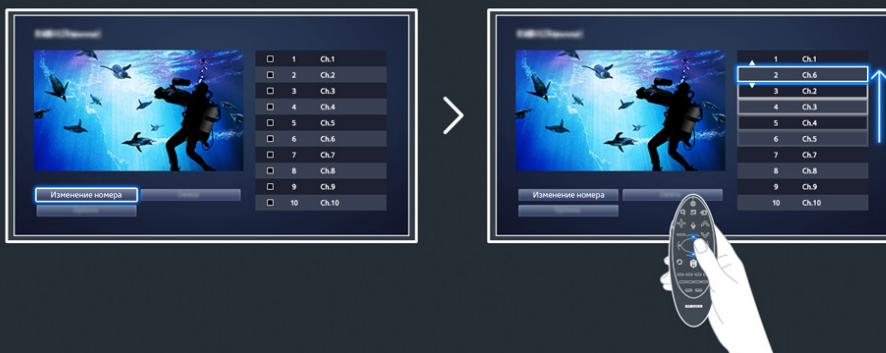 1 Ch.1
2 Ch.2
3 Ch.3
4 Ch.4
5 Ch.5
6 Ch.6
7 Ch.7
8 Ch.8
9 Ch.9
10 Ch.10
Изменение номера
1 Ch.1
2 Ch.6
3 Ch.2
4 Ch.3
5 Ch.4
6 Ch.5
7 Ch.7
8 Ch.8
9 Ch.9
10 Ch.10
Изменение номера